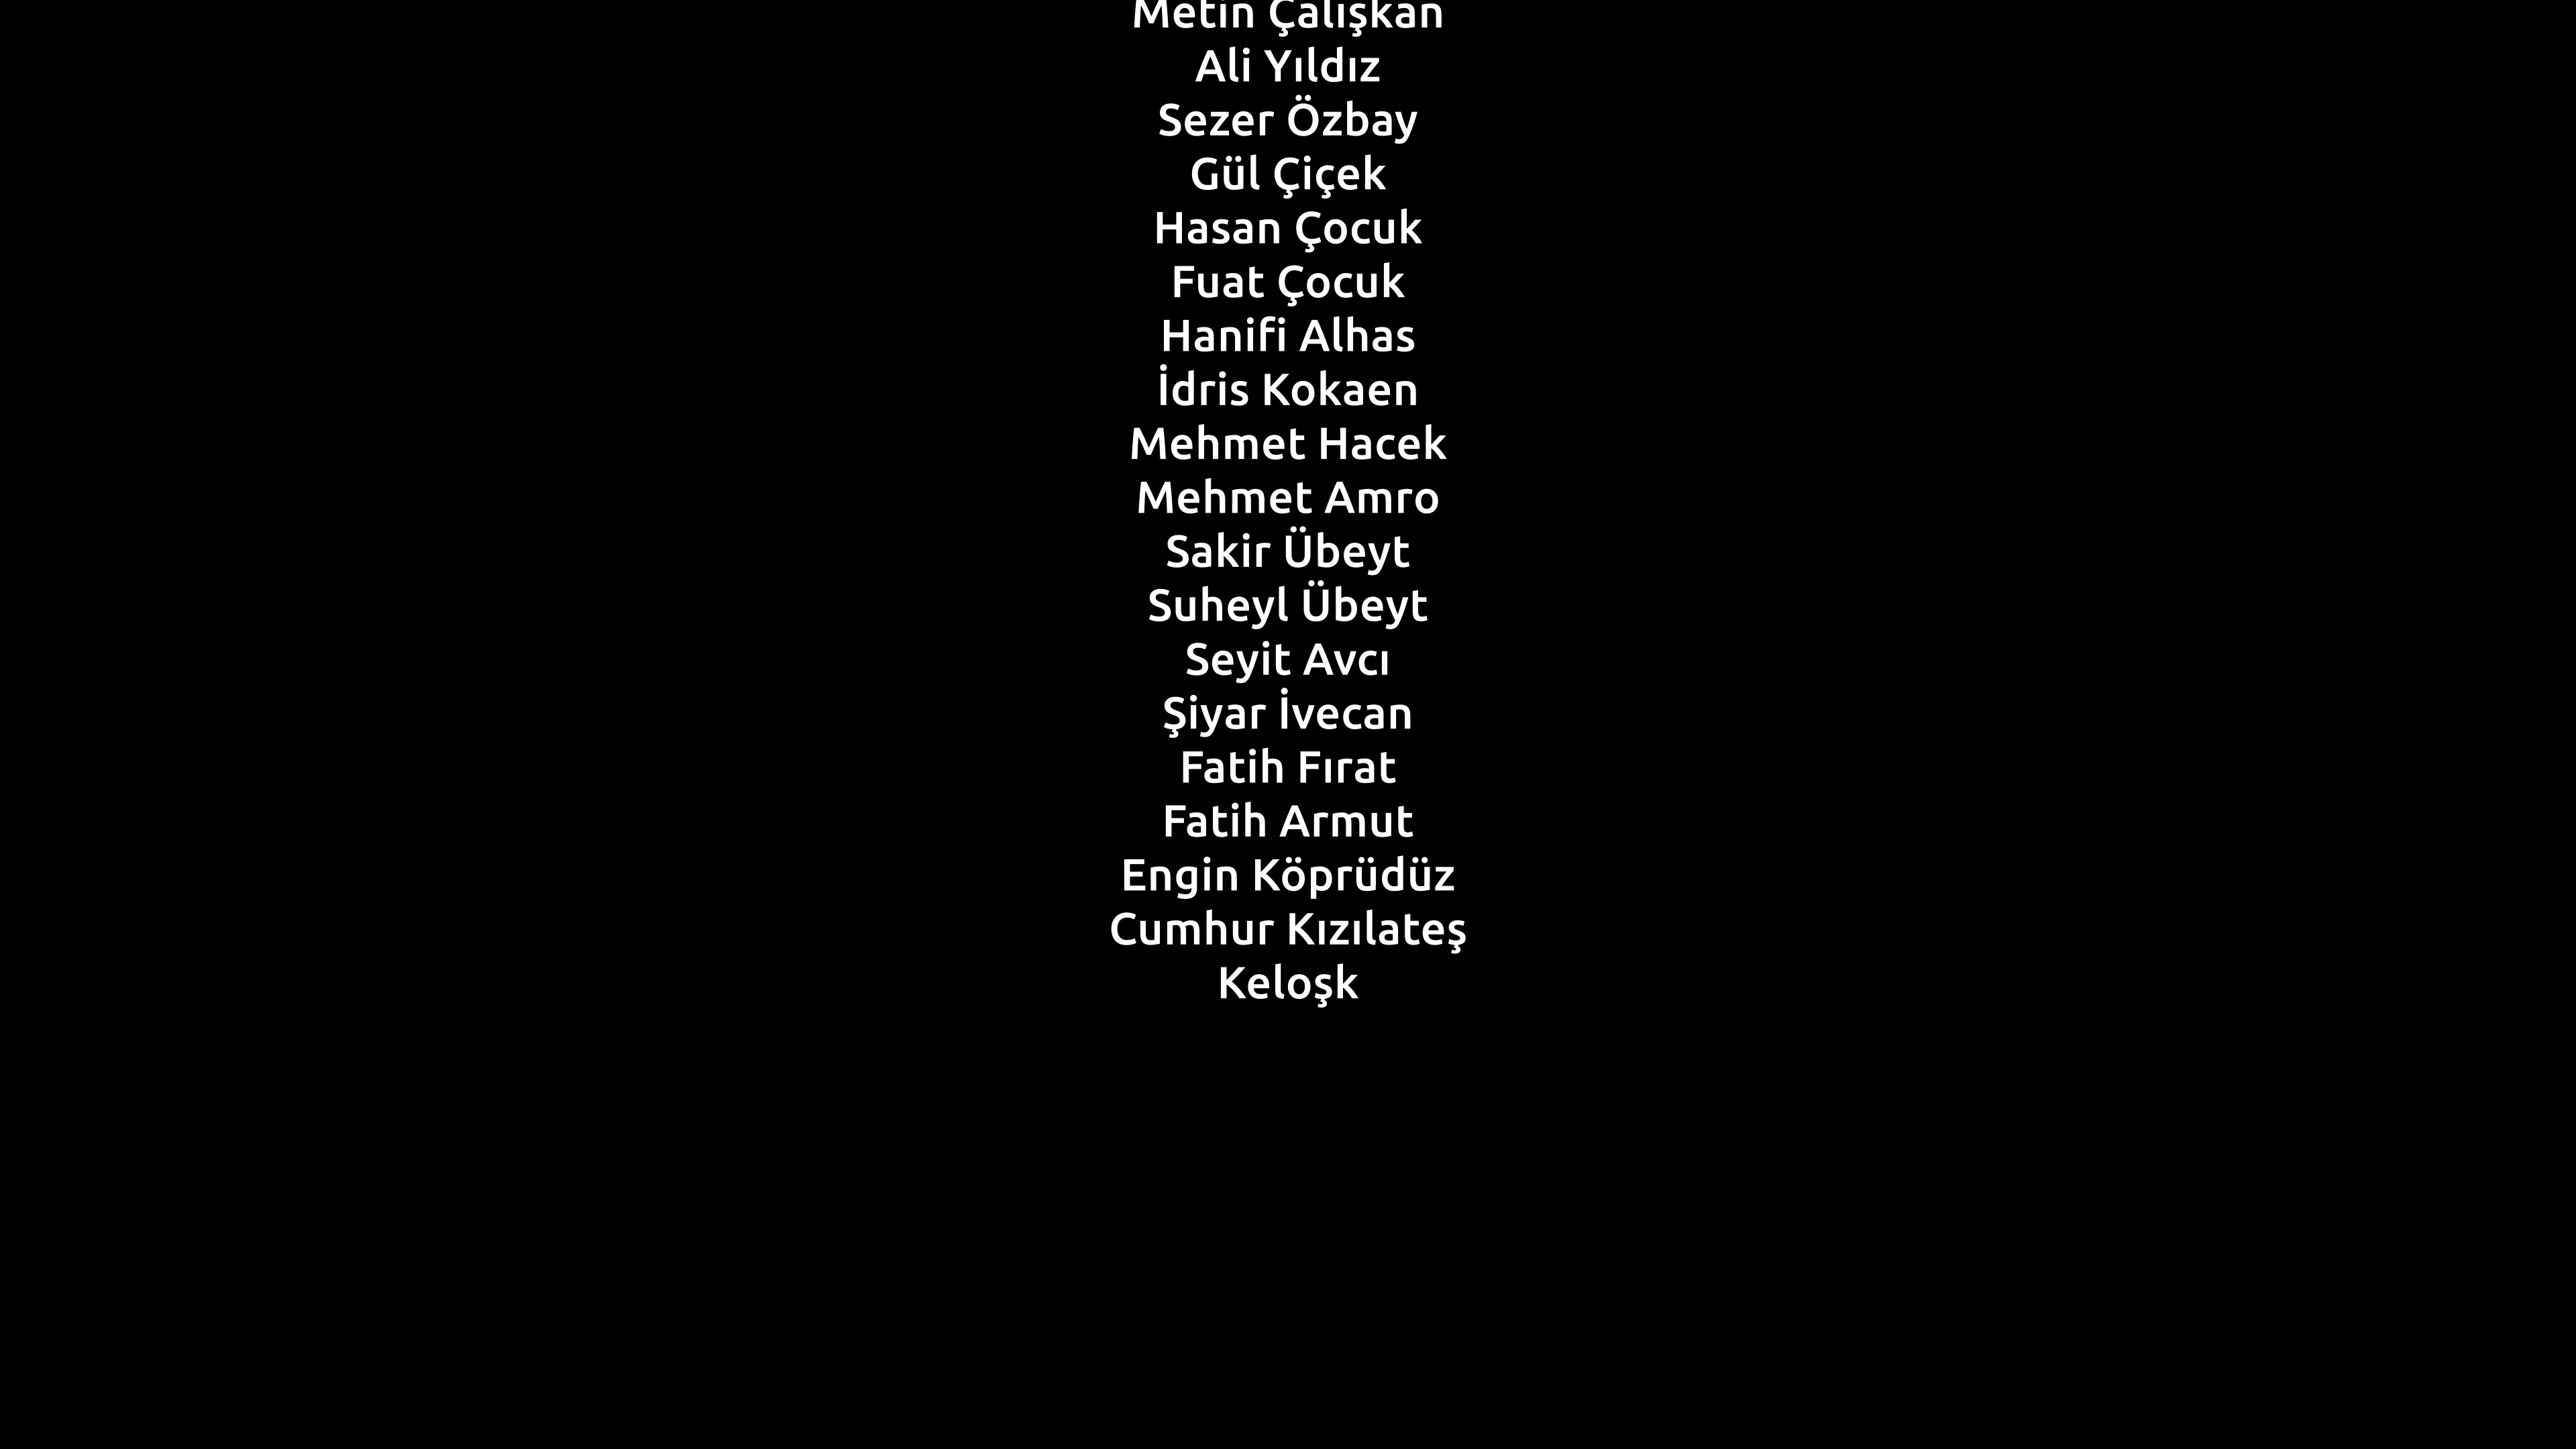 Metin Çalışkan
Ali Yıldız
Sezer Özbay
Gül Çiçek
Hasan Çocuk
Fuat Çocuk
Hanifi Alhas
İdris Kokaen
Mehmet Hacek
Mehmet Amro
Sakir Übeyt
Suheyl Übeyt
Seyit Avcı
Şiyar İvecan
Fatih Fırat
Fatih Armut
Engin Köprüdüz
Cumhur Kızılateş
Keloşk